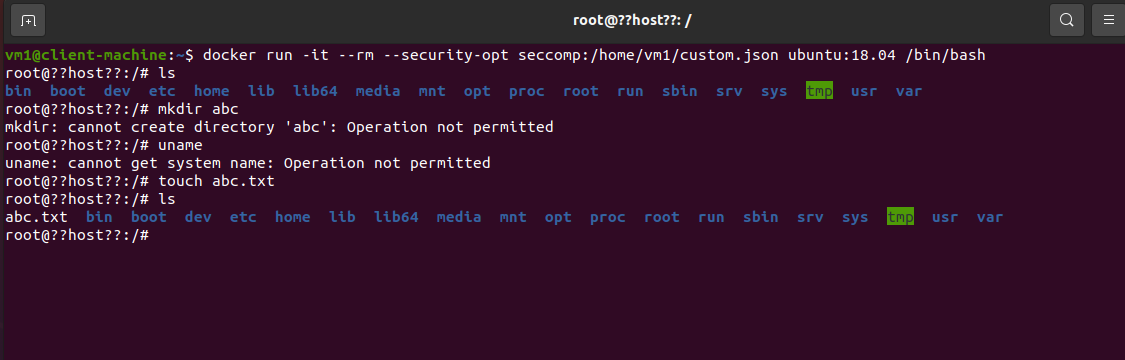 root@??host??: /
vm1@client-machine:~$ docker run -it --rm --security-opt seccomp:/home/vm1/custom.json ubuntu:18.04 /bin/bash
root@??host??:/# ls
bin boot dev etc home lib lib64 media mnt opt proc root run sbin srv sys tmp usr var
root@??host??:/# mkdir abc
mkdir: cannot create directory 'abc': Operation not permitted
root@??host??:/# uname
uname: cannot get system name: Operation not permitted
root@??host??:/# touch abc.txt
root@??host??:/# ls
abc.txt bin boot dev etc home lib lib64 media mnt opt proc root run sbin srv sys tmp usr var
root@??host??:/#